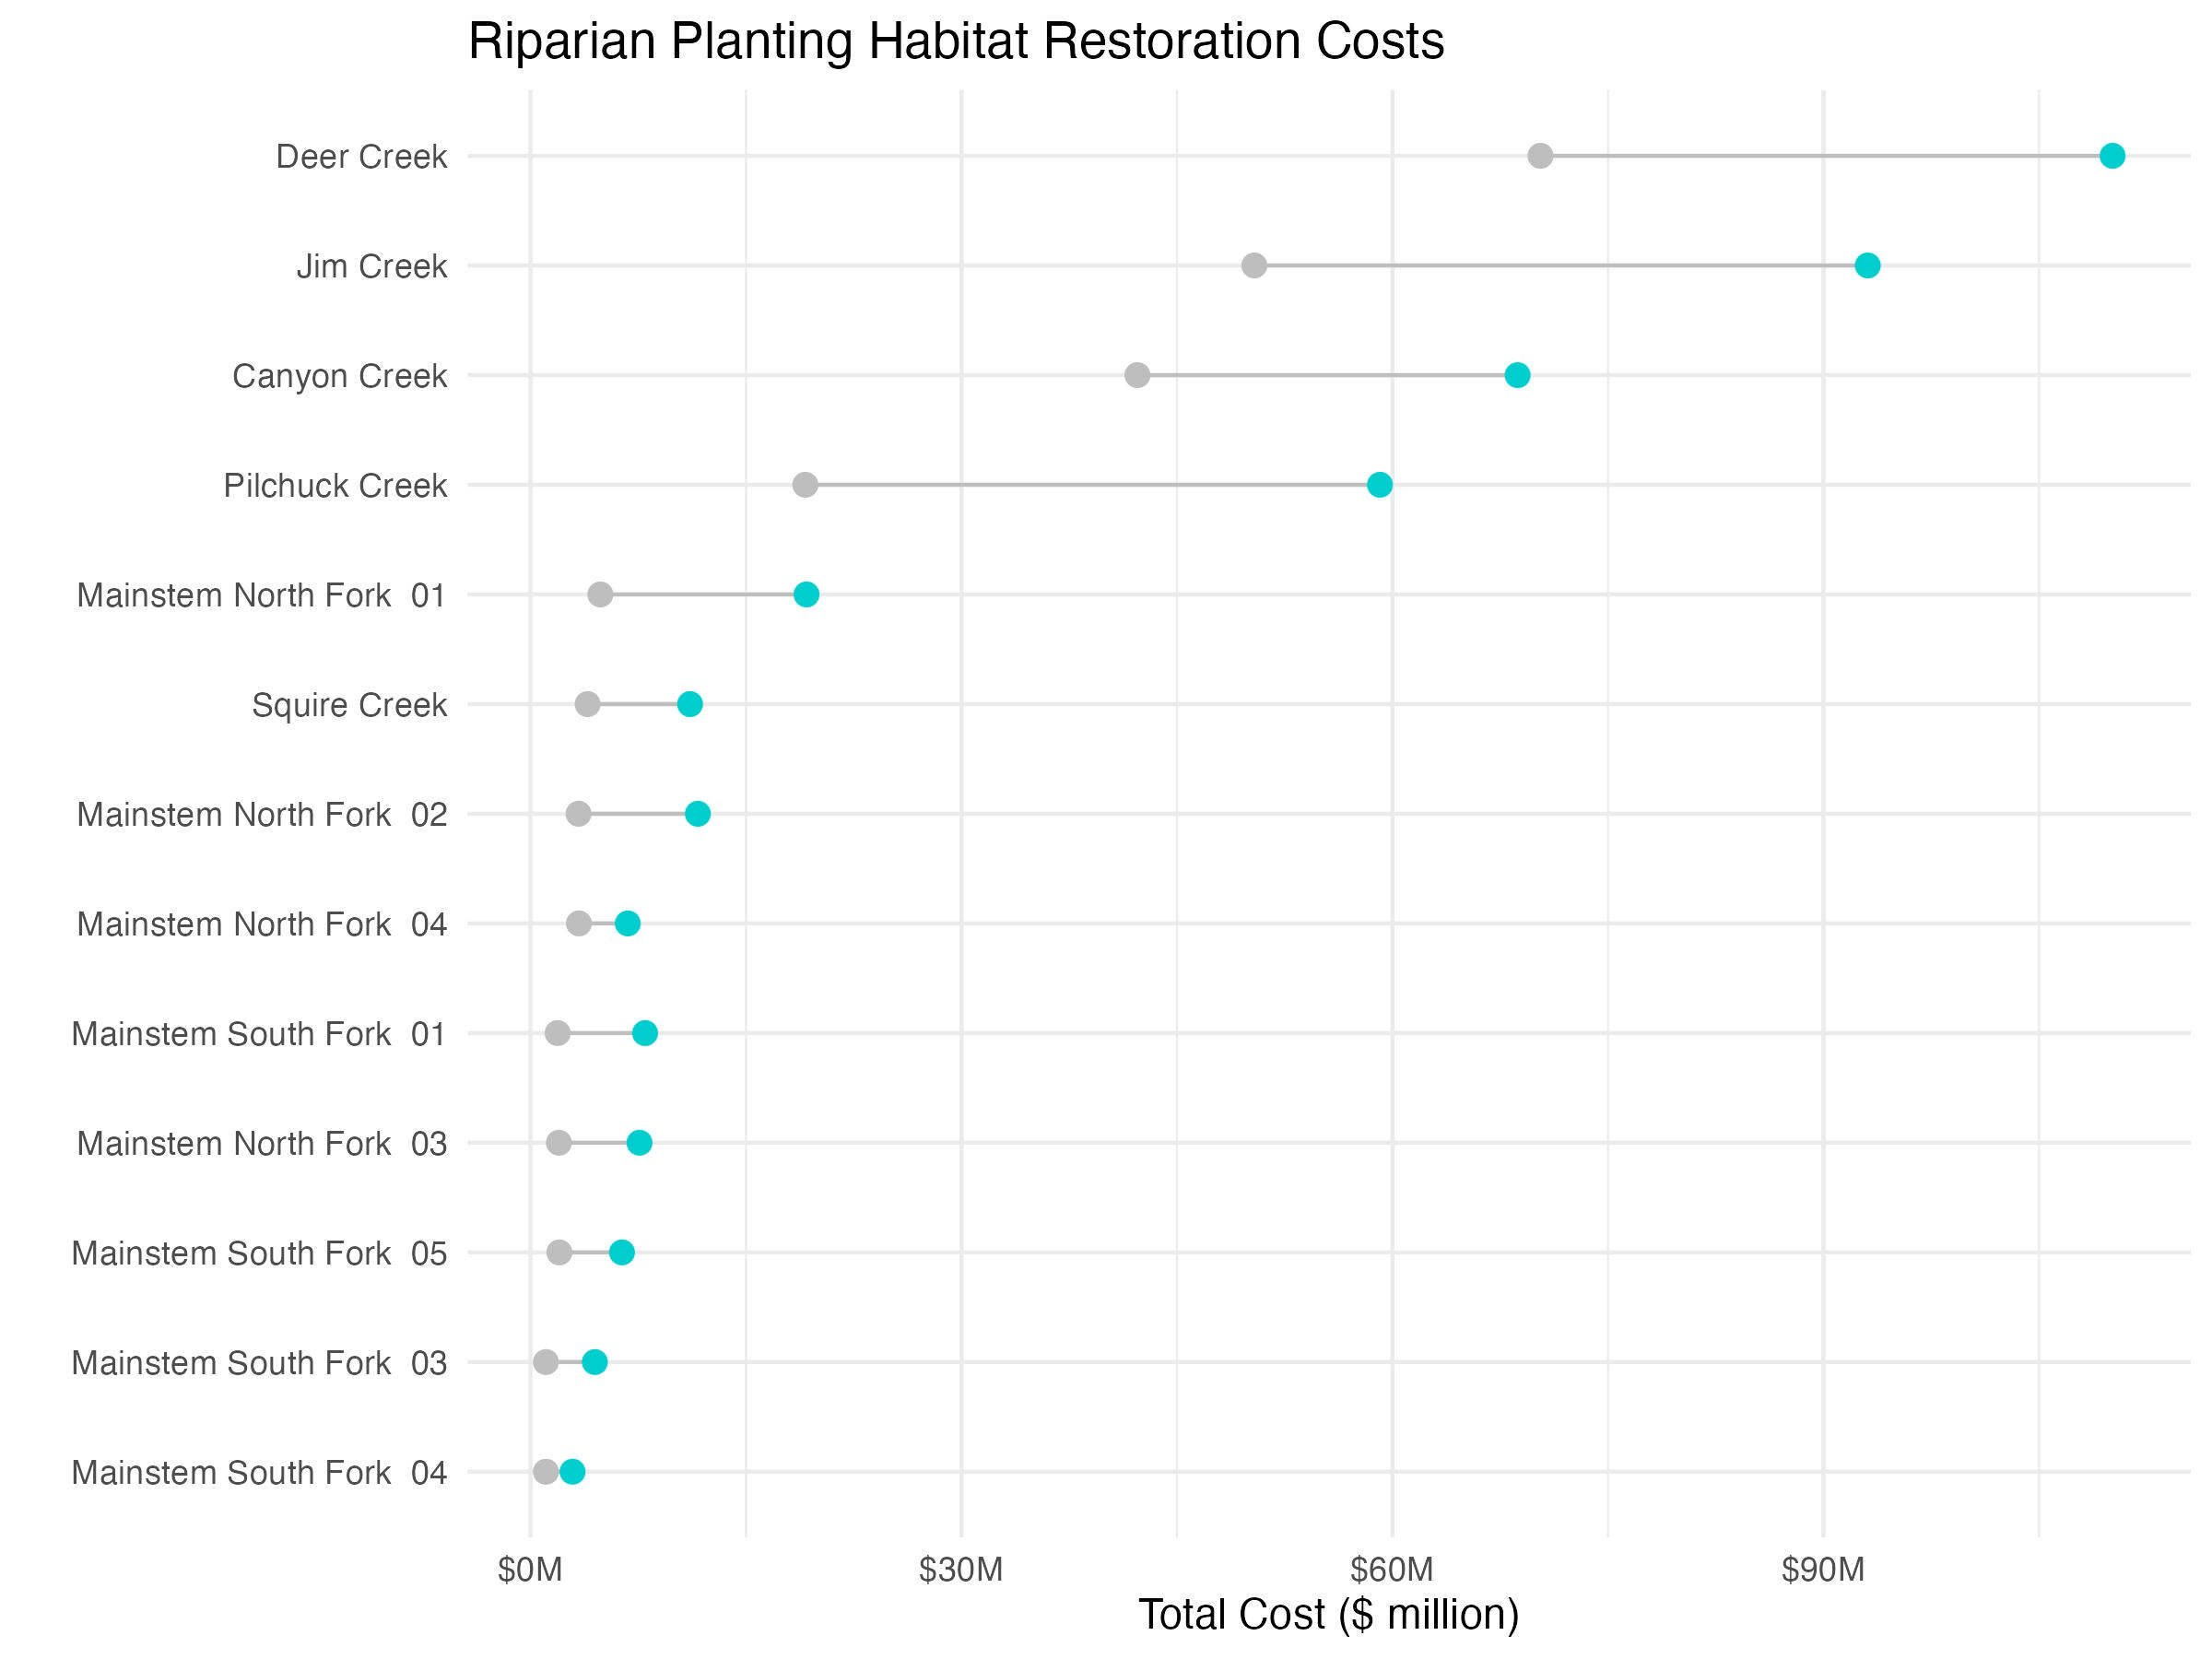 Riparian Planting Habitat Restoration Costs
Deer Creek
Jim Creek
Canyon Creek
Pilchuck Creek
Mainstem North Fork  01
Squire Creek
Mainstem North Fork  02
Mainstem North Fork  04
Mainstem South Fork  01
Mainstem North Fork  03
Mainstem South Fork  05
Mainstem South Fork  03
Mainstem South Fork  04
$0M $30M $60M $90M
Total Cost ($ million)